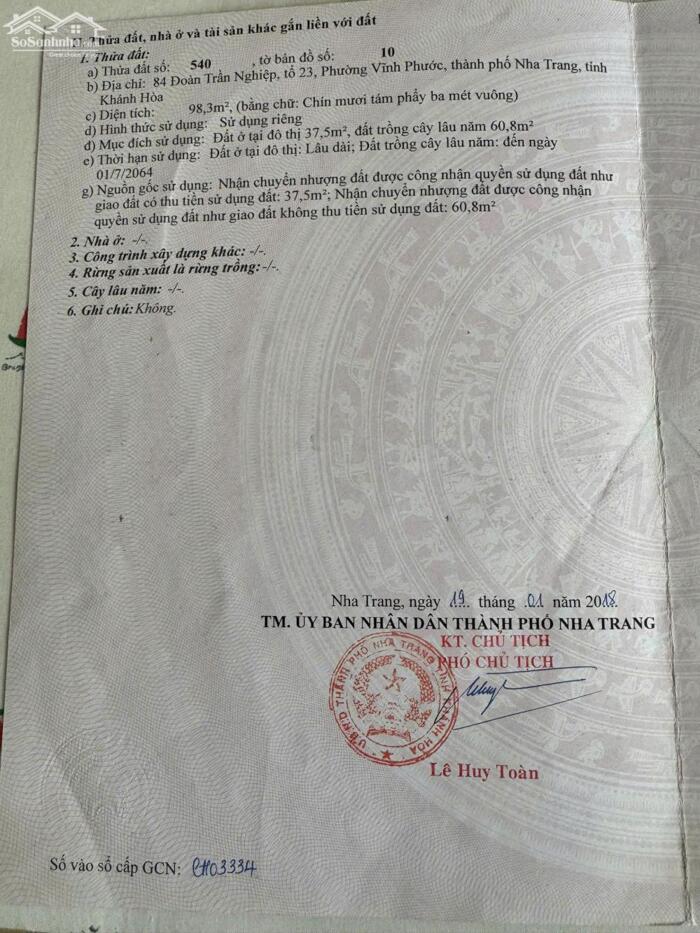 SoSanhnha.com
II. Thửa đất, nhà ở và tài sản khác gắn liền với đất
1. Thửa đất:
a) Thửa đất số: 540 , tờ bản đồ số: 10
b) Địa chỉ: 84 Đoàn Trần Nghiệp, tổ 23, Phường Vĩnh Phước, thành phố Nha Trang, tỉnh
Khánh Hòa
c) Diện tích: 98,3m², (bằng chữ: Chín mươi tám phẩy ba mét vuông)
d) Hình thức sử dụng: Sử dụng riêng
đ) Mục đích sử dụng: Đất ở tại đô thị 37,5m², đất trồng cây lâu năm 60,8m²
e) Thời hạn sử dụng: Đất ở tại đô thị: Lâu dài; Đất trồng cây lâu năm: đến ngày
01/7/2064
g) Nguồn gốc sử dụng: Nhận chuyển nhượng đất được công nhận quyền sử dụng đất như
giao đất có thu tiền sử dụng đất: 37,5m²; Nhận chuyển nhượng đất được công nhận
quyền sử dụng đất như giao đất không thu tiền sử dụng đất: 60,8m²
2. Nhà ở: -/-.
3. Công trình xây dựng khác: -/-.
4. Rừng sản xuất là rừng trồng: -/-.
5. Cây lâu năm: -/-.
6. Ghi chú: Không.
Nha Trang, ngày 19 tháng 01 năm 2018
TM. ỦY BAN NHÂN DÂN THÀNH PHỐ NHA TRANG
KT. CHỦ TỊCH
PHÓ CHỦ TỊCH
U.B.N.D THÀNH PHỐ NHA TRANG TỈNH KHÁNH HÒA
Lê Huy Toàn
Số vào sổ cấp GCN: CH03334